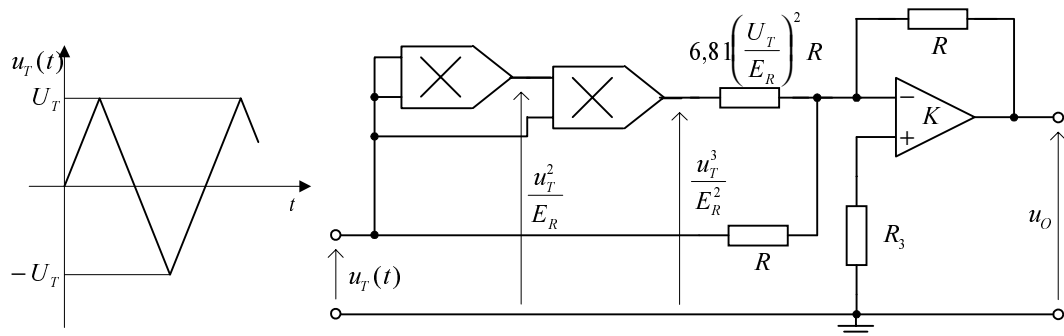 u_T(t)
U_T
-U_T
t
6,81(U_T/E_R)^2 R
R
K
−
+
u_T^2/E_R
u_T^3/E_R^2
R
R_3
u_O
u_T(t)